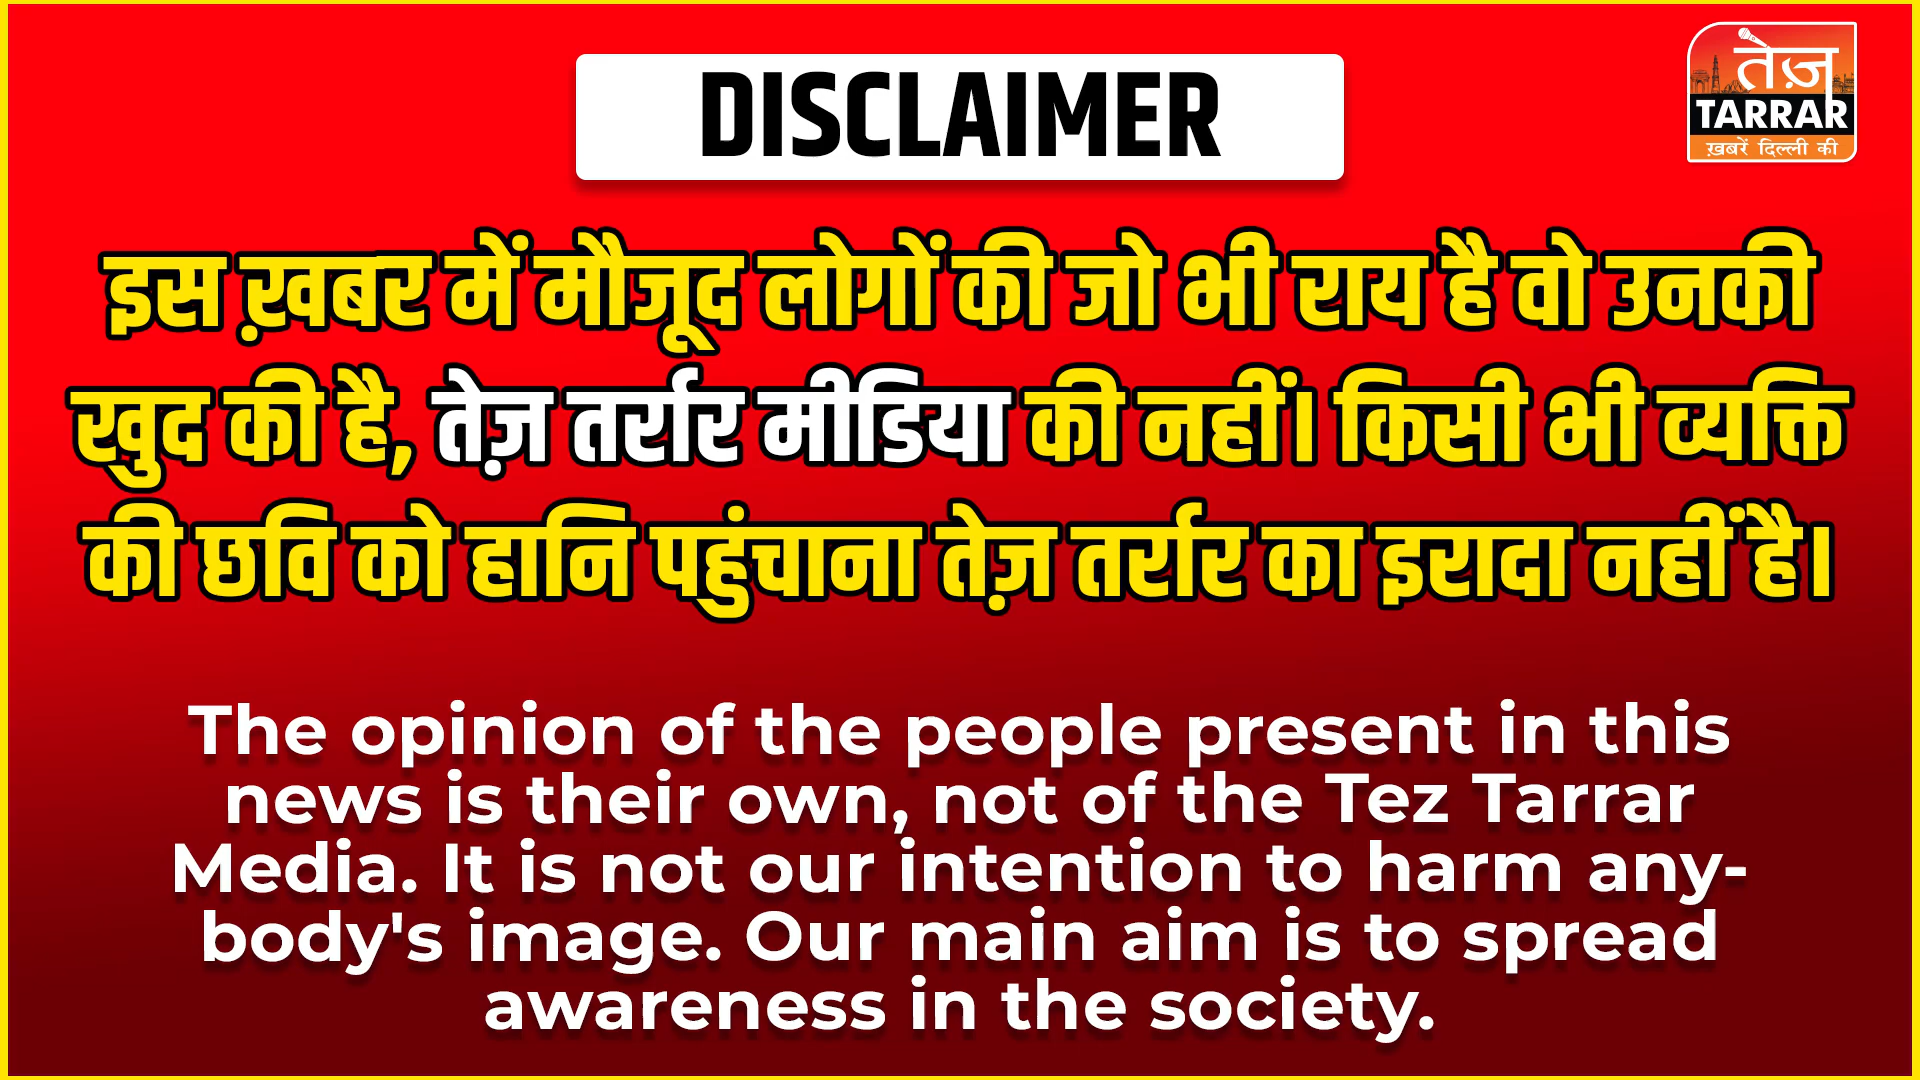 DISCLAIMER
तेज़
TARRAR
ख़बरें दिल्ली की
इस ख़बर में मौजूद लोगों की जो भी राय है वो उनकी
खुद की है, तेज़ तर्रार मीडिया की नहीं। किसी भी व्यक्ति
की छवि को हानि पहुंचाना तेज़ तर्रार का इरादा नहीं है।
The opinion of the people present in this
news is their own, not of the Tez Tarrar
Media. It is not our intention to harm any-
body's image. Our main aim is to spread
awareness in the society.